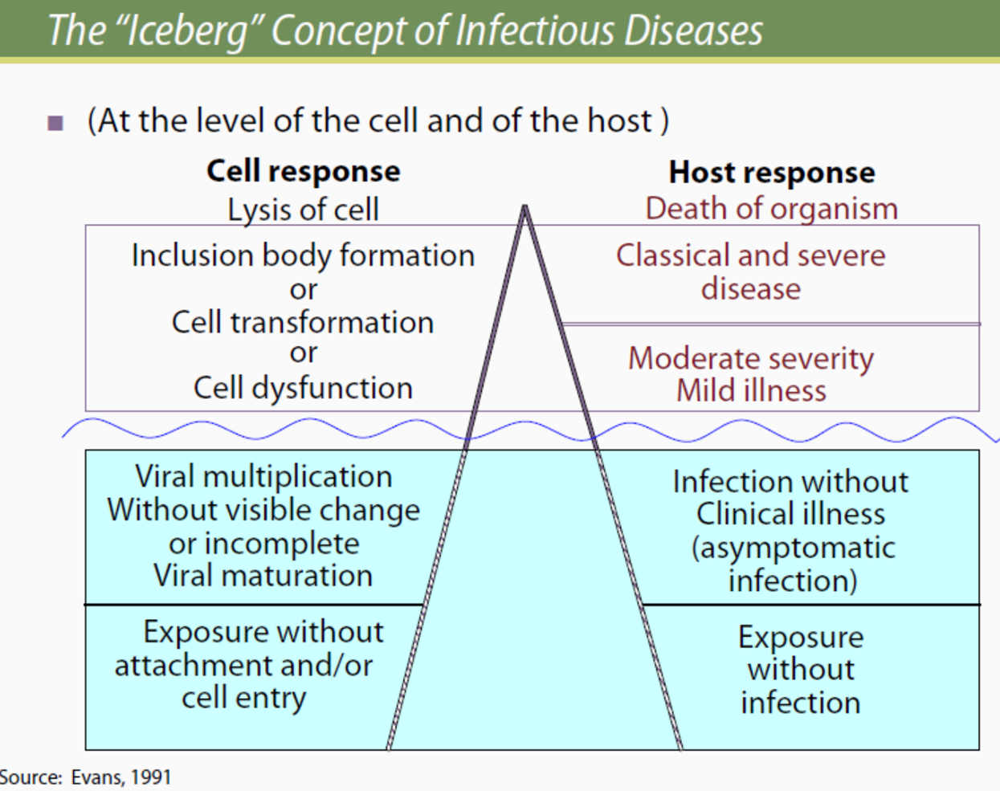 The “Iceberg” Concept of Infectious Diseases
(At the level of the cell and of the host )
Cell response
Lysis of cell
Inclusion body formation
or
Cell transformation
or
Cell dysfunction
Host response
Death of organism
Classical and severe
disease
Moderate severity
Mild illness
Viral multiplication
Without visible change
or incomplete
Viral maturation
Infection without
Clinical illness
(asymptomatic
infection)
Exposure without
attachment and/or
cell entry
Exposure
without
infection
Source: Evans, 1991